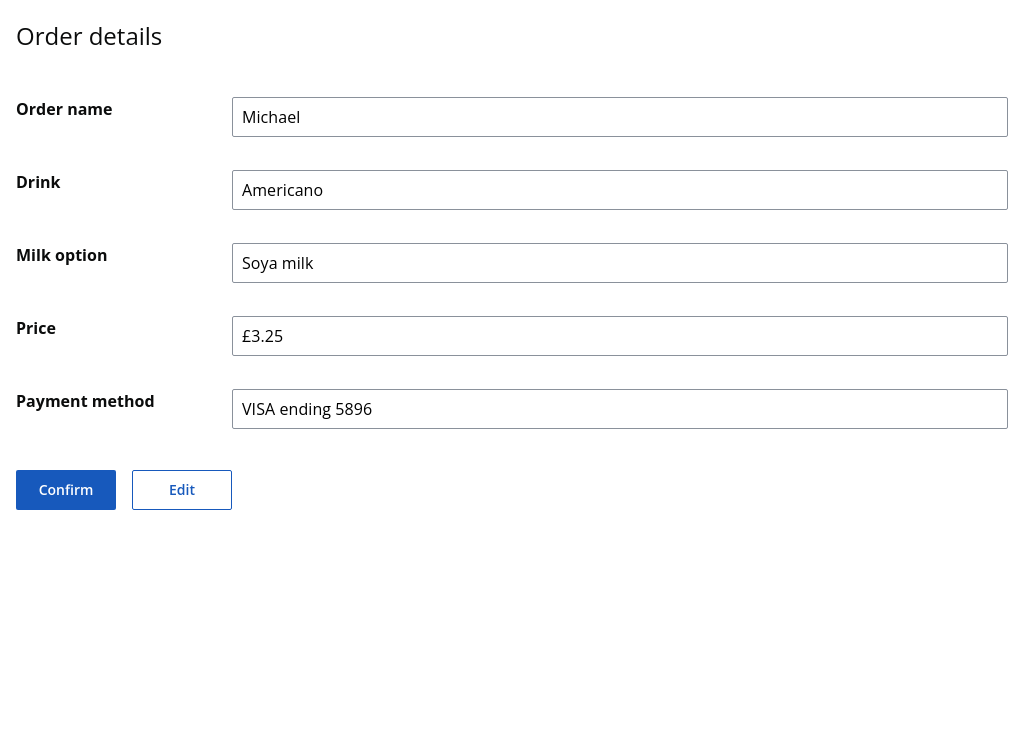 Order details
Order name
Michael
Drink
Americano
Milk option
Soya milk
Price
£3.25
Payment method
VISA ending 5896
Confirm
Edit